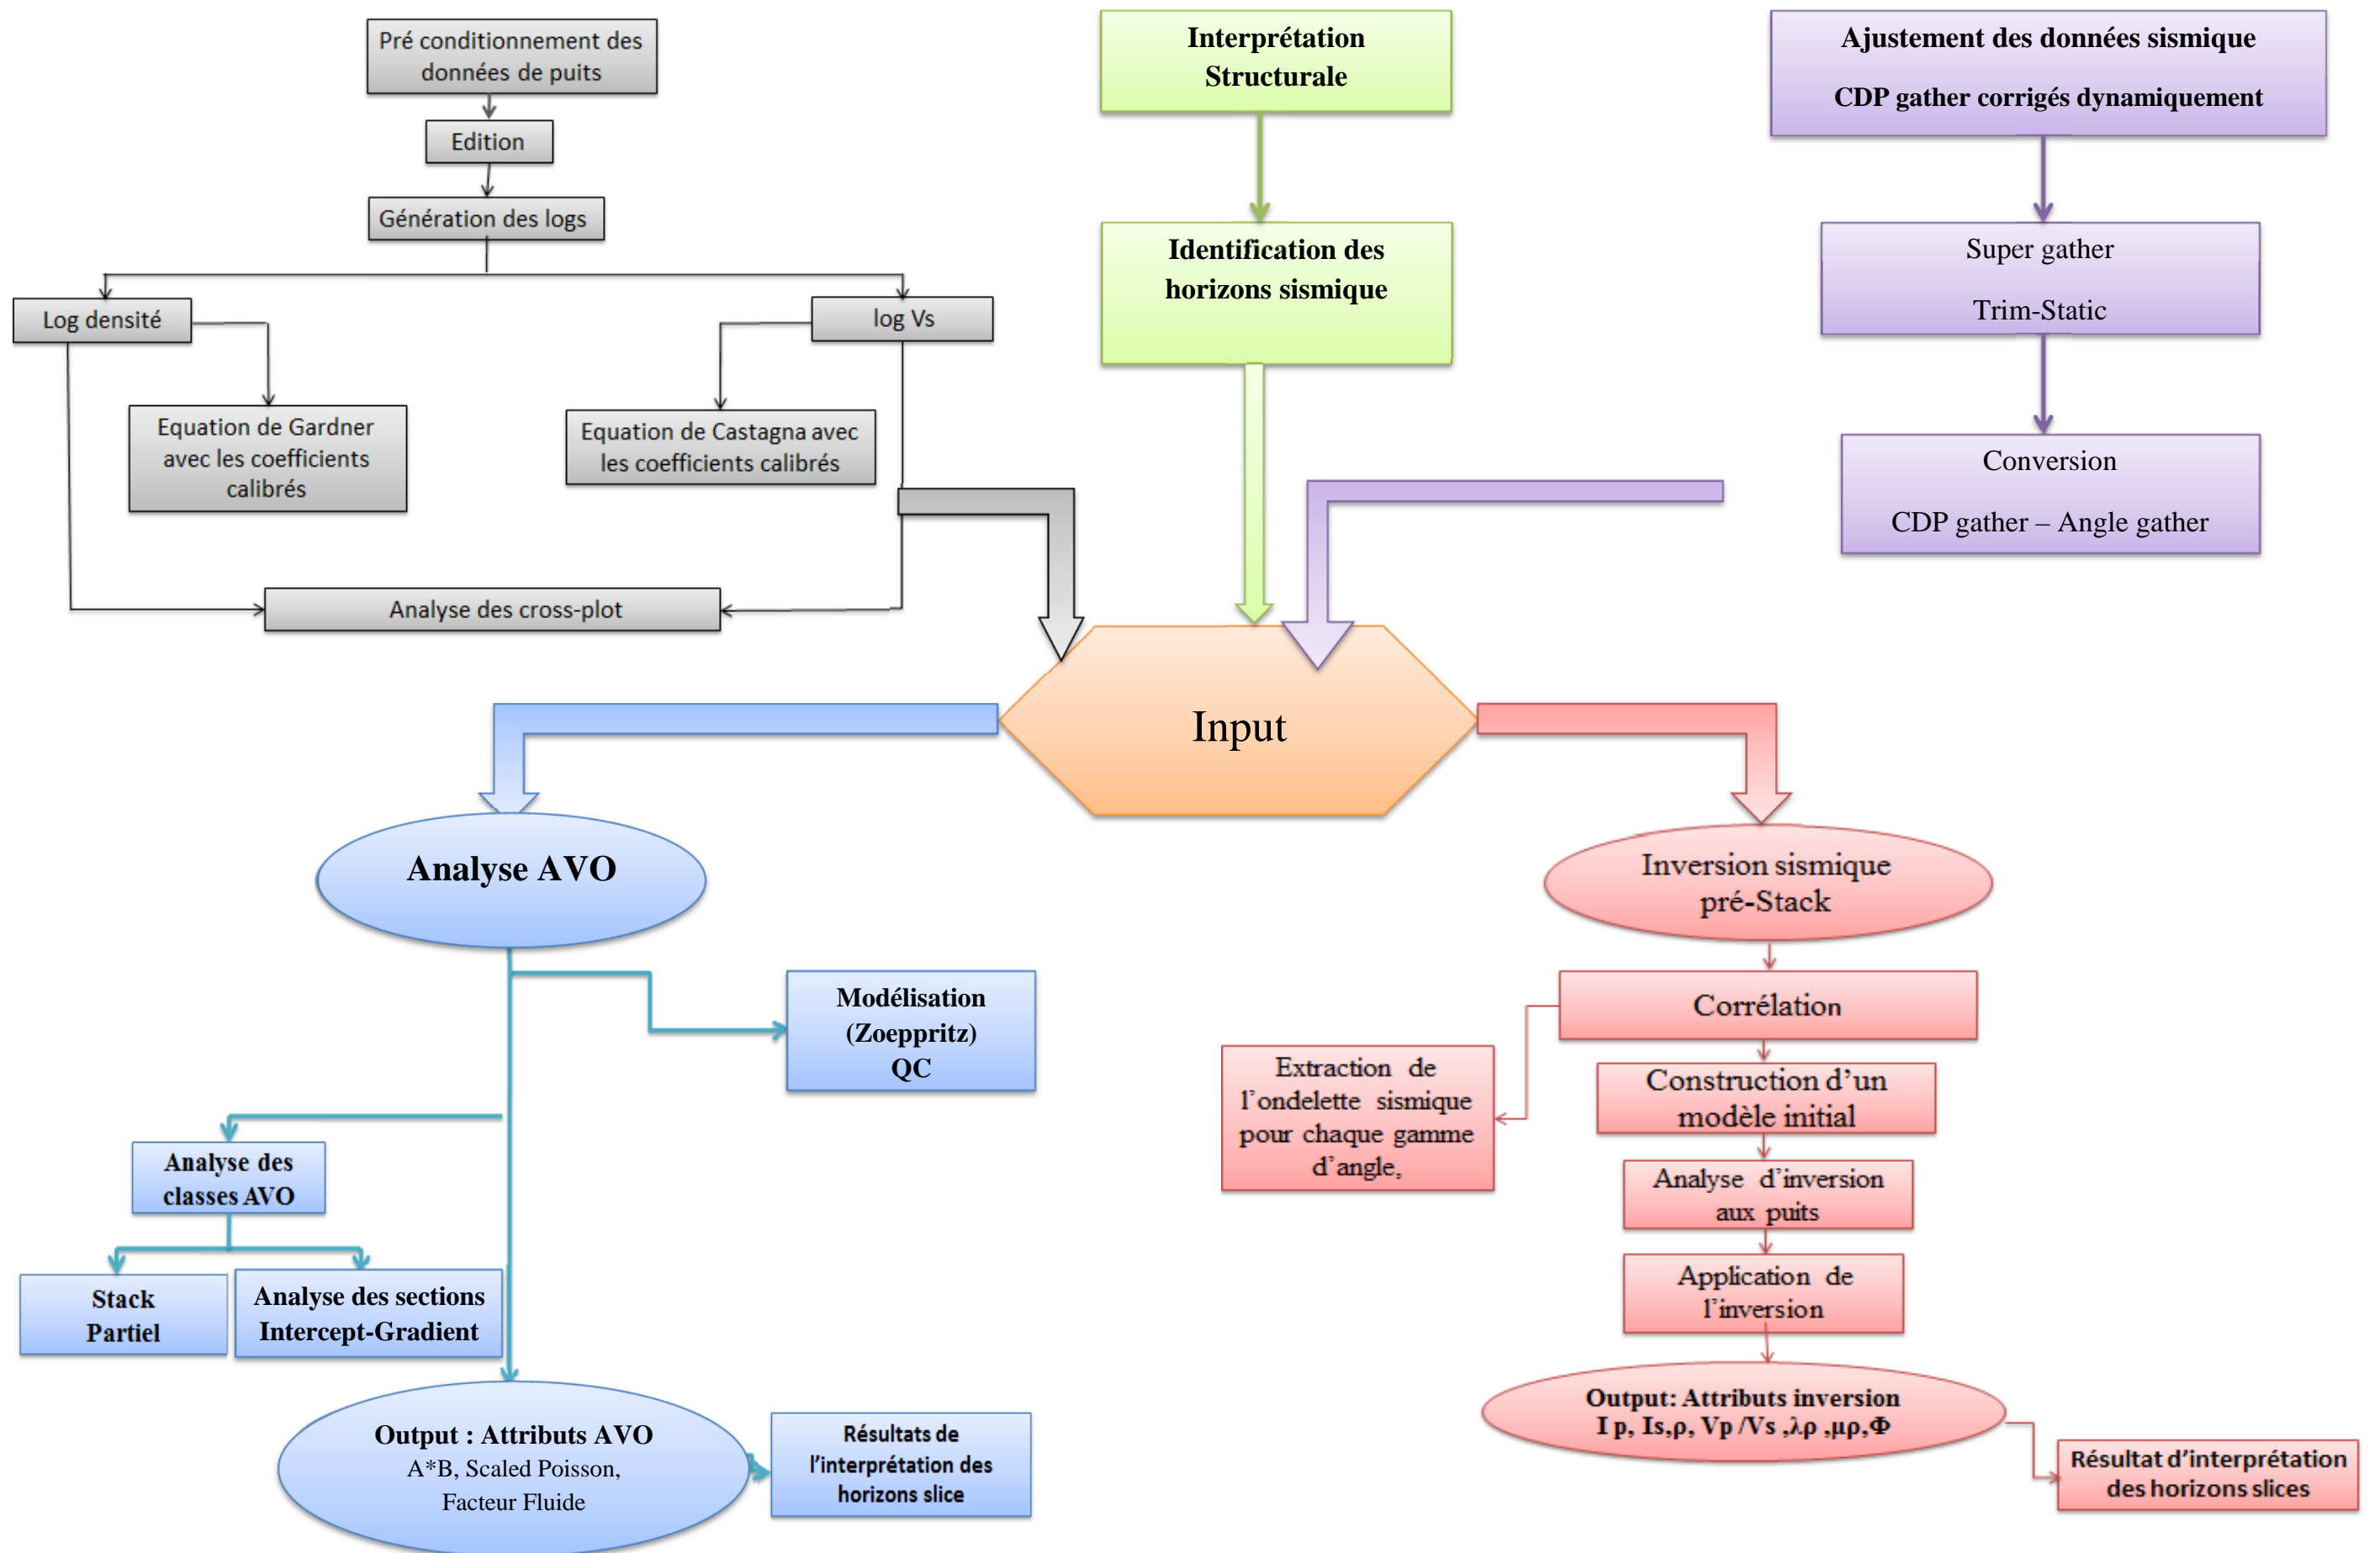 Pré conditionnement des
données de puits
Edition
Génération des logs
Log densité
log Vs
Equation de Gardner
avec les coefficients
calibrés
Equation de Castagna avec
les coefficients calibrés
Analyse des cross-plot
Interprétation
Structurale
Identification des
horizons sismique
Ajustement des données sismique
CDP gather corrigés dynamiquement
Super gather
Trim-Static
Conversion
CDP gather – Angle gather
Input
Analyse AVO
Modélisation
(Zoeppritz)
QC
Analyse des
classes AVO
Stack
Partiel
Analyse des sections
Intercept-Gradient
Output : Attributs AVO
A*B, Scaled Poisson,
Facteur Fluide
Résultats de
l'interprétation des
horizons slice
Inversion sismique
pré-Stack
Corrélation
Extraction de
l'ondelette sismique
pour chaque gamme
d'angle,
Construction d'un
modèle initial
Analyse d'inversion
aux puits
Application de
l'inversion
Output: Attributs inversion
I p, Is,ρ, Vp /Vs ,λρ ,μρ,Φ
Résultat d'interprétation
des horizons slices